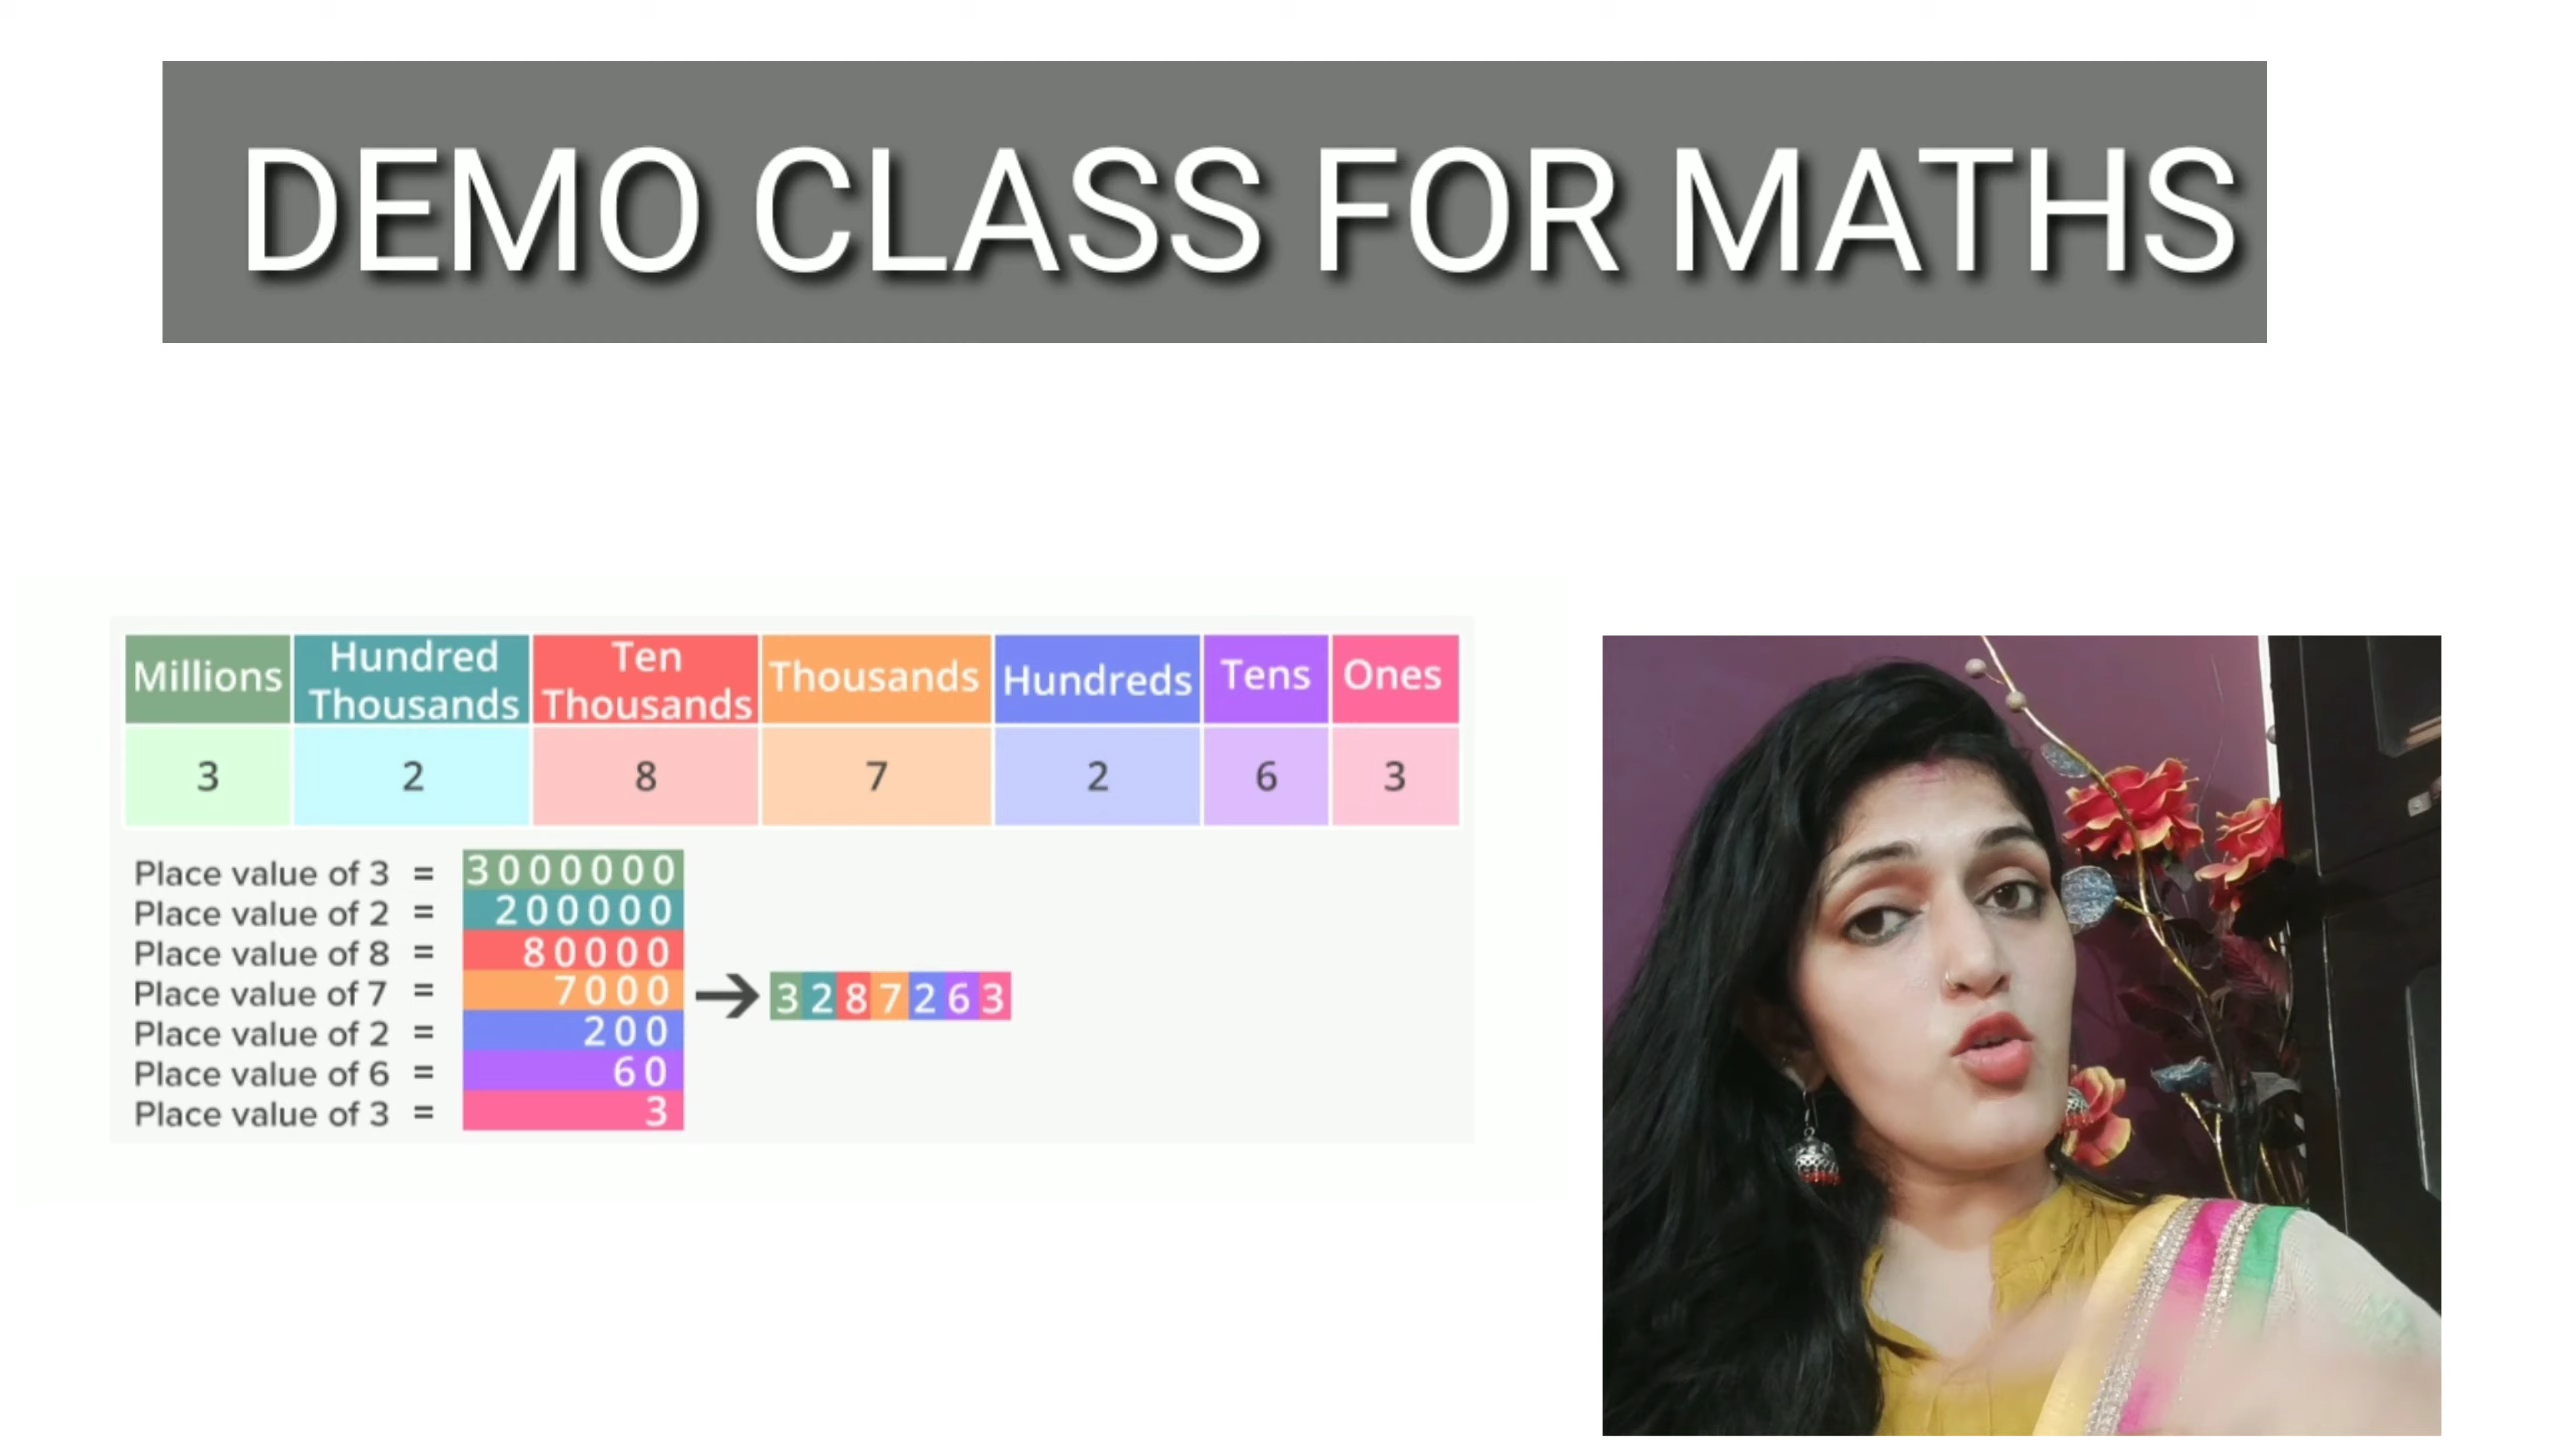 DEMO CLASS FOR MATHS
Millions Hundred Thousands Ten Thousands Thousands Hundreds Tens Ones
3 2 8 7 2 6 3
Place value of 3 = 3000000
Place value of 2 = 200000
Place value of 8 = 80000
Place value of 7 = 7000
Place value of 2 = 200
Place value of 6 = 60
Place value of 3 = 3
→ 3287263